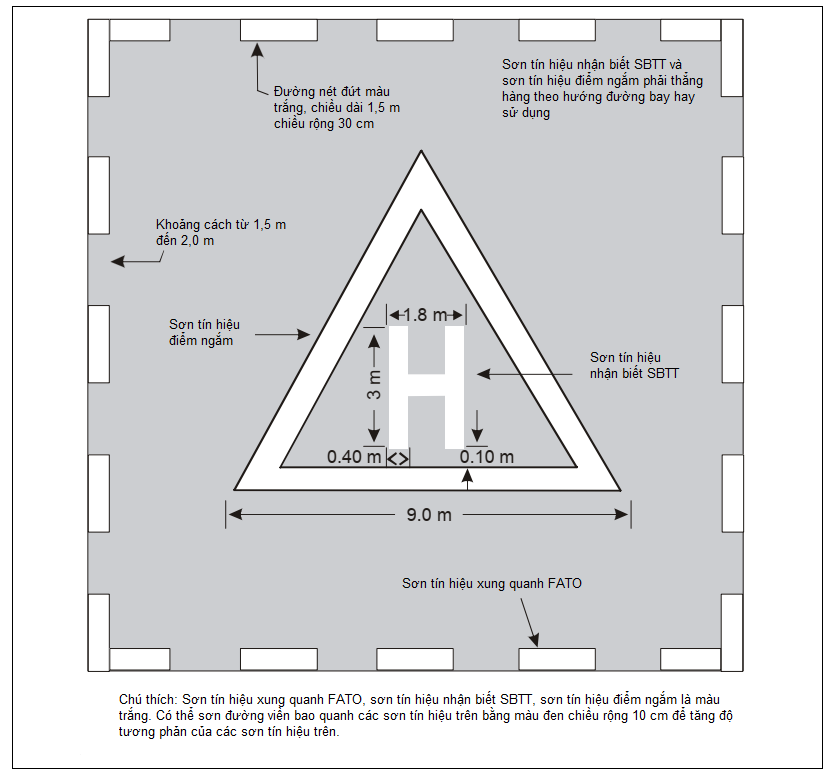 Sơn tín hiệu nhận biết SBTT và
sơn tín hiệu điểm ngắm phải thẳng
hàng theo hướng đường bay hay
sử dụng
Đường nét đứt màu
trắng, chiều dài 1,5 m
chiều rộng 30 cm
Khoảng cách từ 1,5 m
đến 2,0 m
Sơn tín hiệu
điểm ngắm
1.8 m
3 m
Sơn tín hiệu
nhận biết SBTT
H
0.40 m
0.10 m
9.0 m
Sơn tín hiệu xung quanh FATO
Chú thích: Sơn tín hiệu xung quanh FATO, sơn tín hiệu nhận biết SBTT, sơn tín hiệu điểm ngắm là màu
trắng. Có thể sơn đường viền bao quanh các sơn tín hiệu trên bằng màu đen chiều rộng 10 cm để tăng độ
tương phản của các sơn tín hiệu trên.